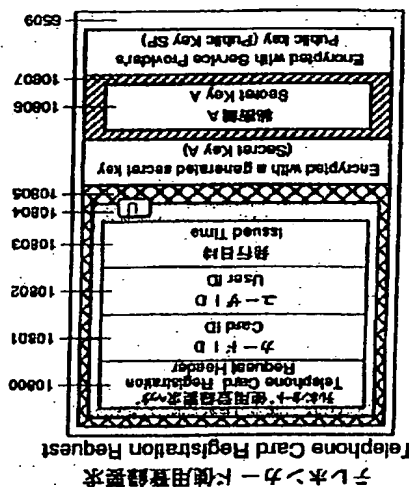 テレホンカード使用登録要求
Telephone Card Registration Request
テレホンカード使用登録要求ヘッダ
Telephone Card Registration
Request Header
10800
カードID
Card ID
10801
ユーザーID
User ID
10802
発行日時
Issued Time
10803
U
10804
10805
Encrypted with a generated secret key
(Secret Key A)
秘密鍵 A
Secret Key A
10806
10807
Encrypted with Service Provider's
Public key (Public Key SP)
6509